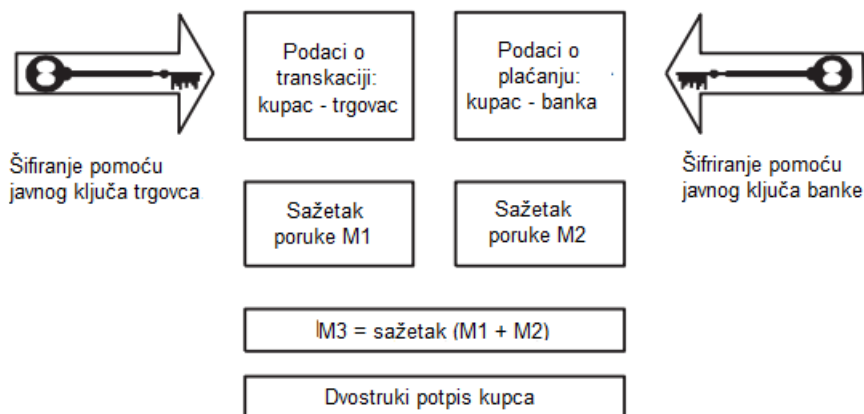 Podaci o
transkaciji:
kupac - trgovac
Podaci o
plaćanju:
kupac - banka
Šifiranje pomoću
javnog ključa trgovca
Šifriranje pomoću
javnog ključa banke
Sažetak
poruke M1
Sažetak
poruke M2
M3 = sažetak (M1 + M2)
Dvostruki potpis kupca